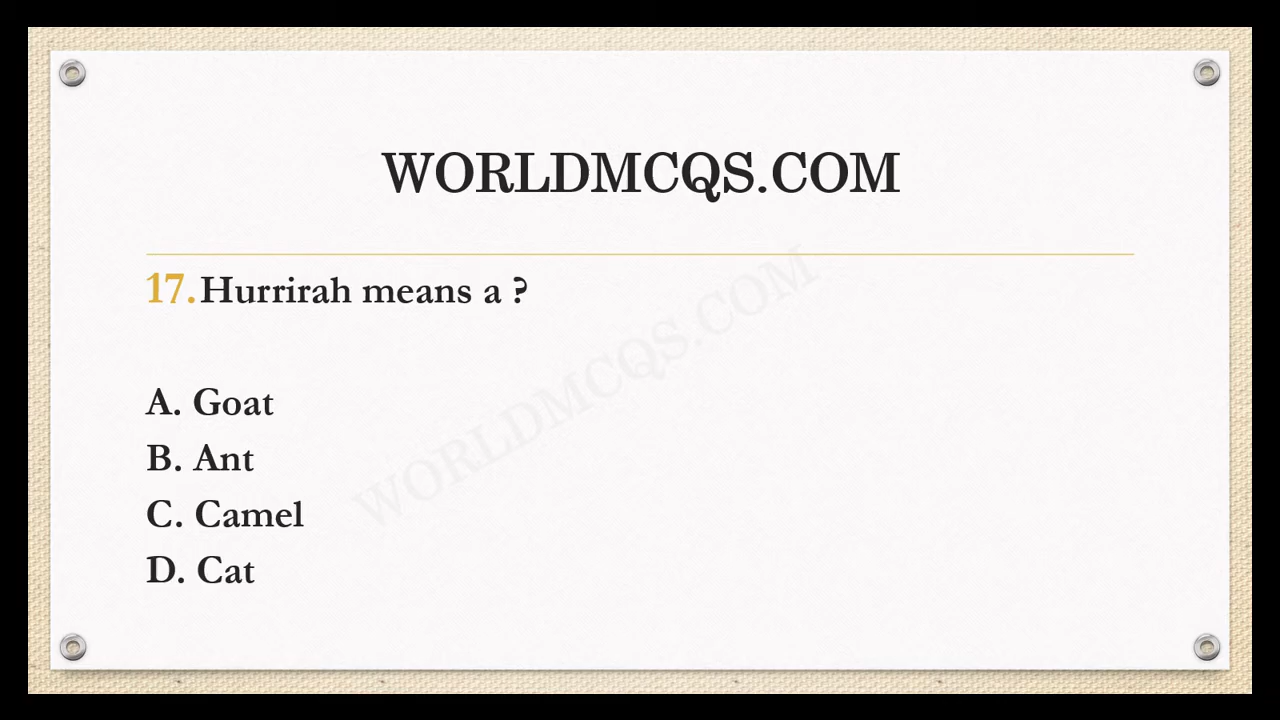 WORLDMCQS.COM
17. Hurrirah means a ?
A. Goat
B. Ant
C. Camel
D. Cat
WORLDMCQS.COM